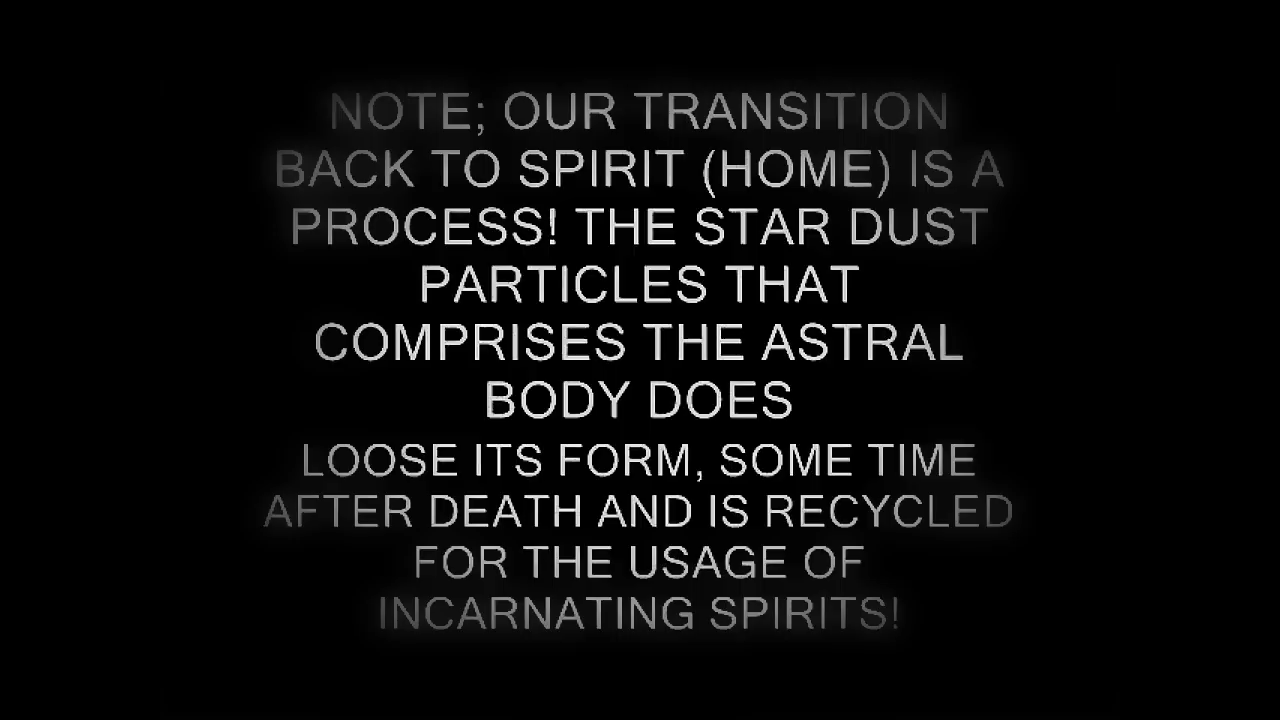 NOTE; OUR TRANSITION
BACK TO SPIRIT (HOME) IS A
PROCESS! THE STAR DUST
PARTICLES THAT
COMPRISES THE ASTRAL
BODY DOES
LOOSE ITS FORM, SOME TIME
AFTER DEATH AND IS RECYCLED
FOR THE USAGE OF
INCARNATING SPIRITS!